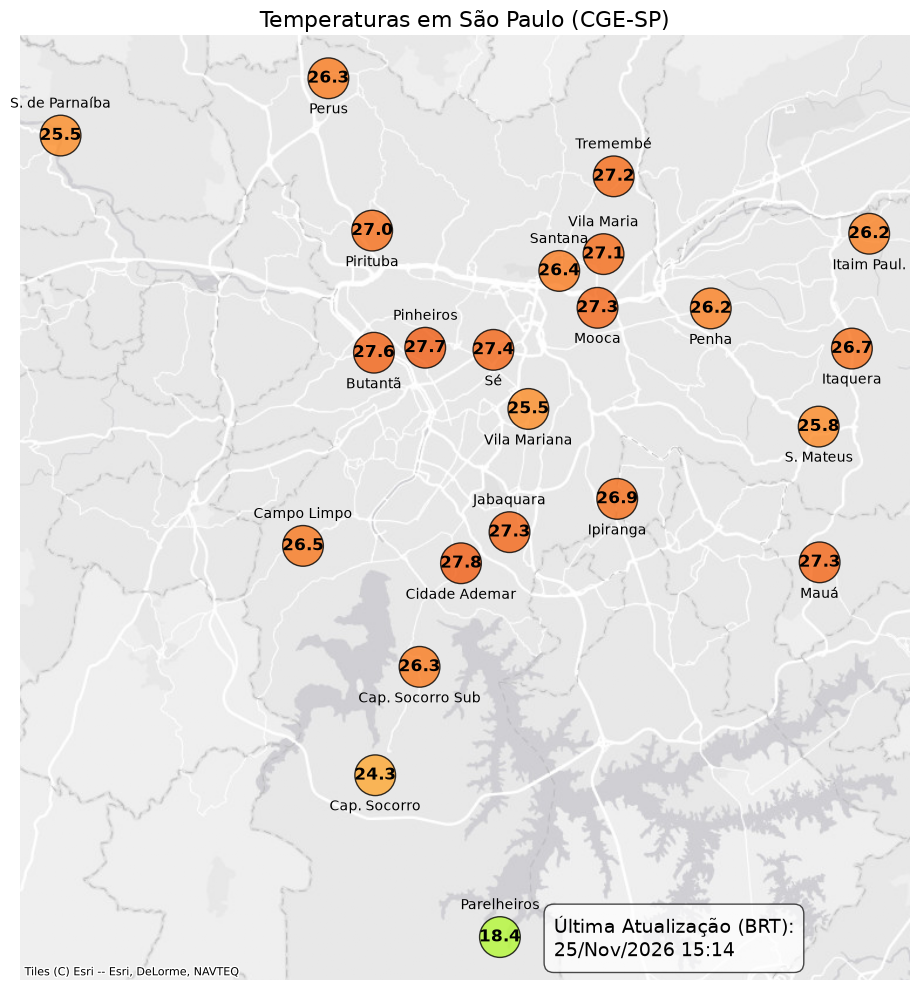 Temperaturas em São Paulo (CGE-SP)
26.3
Perus
S. de Parnaíba
25.5
Tremembé
27.2
Vila Maria
27.1
27.0
Pirituba
Santana
26.4
26.2
Itaim Paul.
27.3
Mooca
26.2
Penha
Pinheiros
27.7
27.6
Butantã
27.4
Sé
26.7
Itaquera
25.5
Vila Mariana
25.8
S. Mateus
Jabaquara
27.3
26.9
Ipiranga
Campo Limpo
26.5
27.8
Cidade Ademar
27.3
Mauá
26.3
Cap. Socorro Sub
24.3
Cap. Socorro
Parelheiros
18.4
Última Atualização (BRT):
25/Nov/2026 15:14
Tiles (C) Esri -- Esri, DeLorme, NAVTEQ